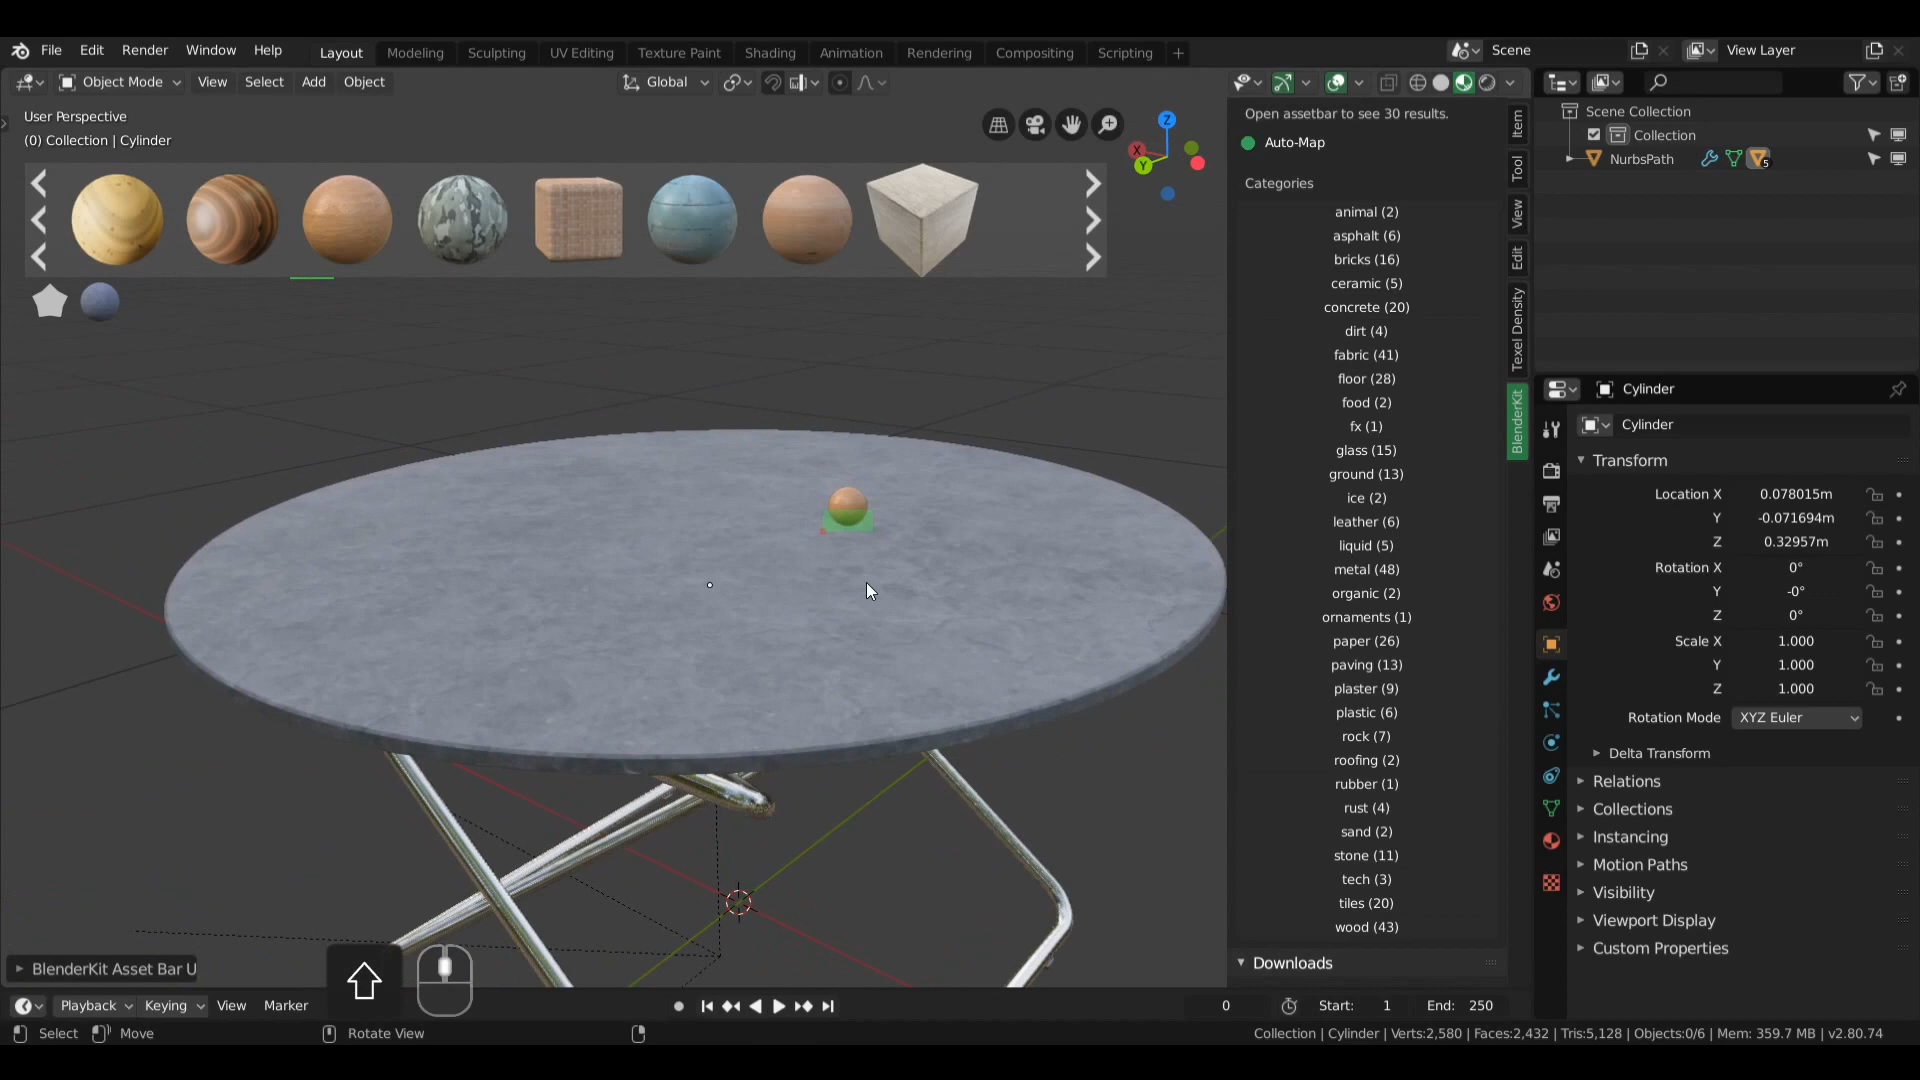 File Edit Render Window Help Layout Modeling Sculpting UV Editing Texture Paint Shading Animation Rendering Compositing Scripting + Scene View Layer
Object Mode View Select Add Object Global
User Perspective
(0) Collection | Cylinder
Z
X
Y
Open assetbar to see 30 results.
Auto-Map
Categories
animal (2)
asphalt (6)
bricks (16)
ceramic (5)
concrete (20)
dirt (4)
fabric (41)
floor (28)
food (2)
fx (1)
glass (15)
ground (13)
ice (2)
leather (6)
liquid (5)
metal (48)
organic (2)
ornaments (1)
paper (26)
paving (13)
plaster (9)
plastic (6)
rock (7)
roofing (2)
rubber (1)
rust (4)
sand (2)
stone (11)
tech (3)
tiles (20)
wood (43)
Downloads
Item
Tool
View
Edit
Texel Density
BlenderKit
Scene Collection
Collection
NurbsPath 5
Cylinder
Cylinder
Transform
Location X 0.078015m
Y -0.071694m
Z 0.32957m
Rotation X 0°
Y -0°
Z 0°
Scale X 1.000
Y 1.000
Z 1.000
Rotation Mode XYZ Euler
Delta Transform
Relations
Collections
Instancing
Motion Paths
Visibility
Viewport Display
Custom Properties
BlenderKit Asset Bar U
Playback Keying View Marker 0 Start: 1 End: 250
Select Move Rotate View Collection | Cylinder | Verts:2,580 | Faces:2,432 | Tris:5,128 | Objects:0/6 | Mem: 359.7 MB | v2.80.74